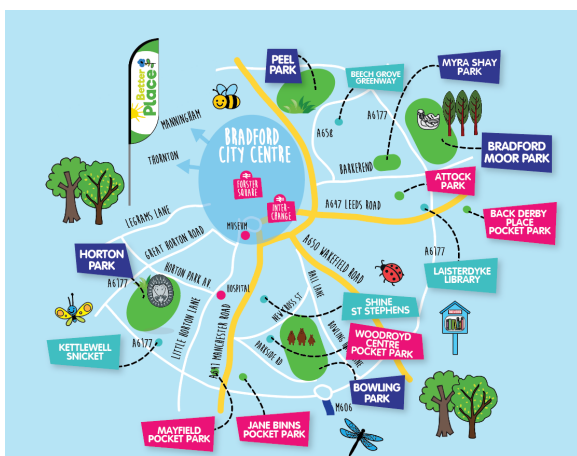 Better
Place
PEEL
PARK
BEECH GROVE
GREENWAY
MYRA SHAY
PARK
MANNINGHAM
THORNTON
BRADFORD
CITY CENTRE
FORSTER
SQUARE
INTER-
CHANGE
MUSEUM
A658
A6177
BARKEREND
BRADFORD
MOOR PARK
ATTOCK
PARK
A647 LEEDS ROAD
BACK DERBY
PLACE
POCKET PARK
LEGRAMS LANE
GREAT HORTON ROAD
HORTON
PARK
A6177
HORTON PARK AV.
HOSPITAL
LITTLE HORTON LANE
A650 WAKEFIELD ROAD
HALL LANE
A6177
LAISTERDYKE
LIBRARY
SHINE
ST STEPHENS
NEW CROSS ST.
WOODROYD
CENTRE
POCKET PARK
KETTLEWELL
SNICKET
A6177
MANCHESTER ROAD
PARKSIDE RD
BOWLING
BOWLING
PARK
MAYFIELD
POCKET PARK
JANE BINNS
POCKET PARK
M606